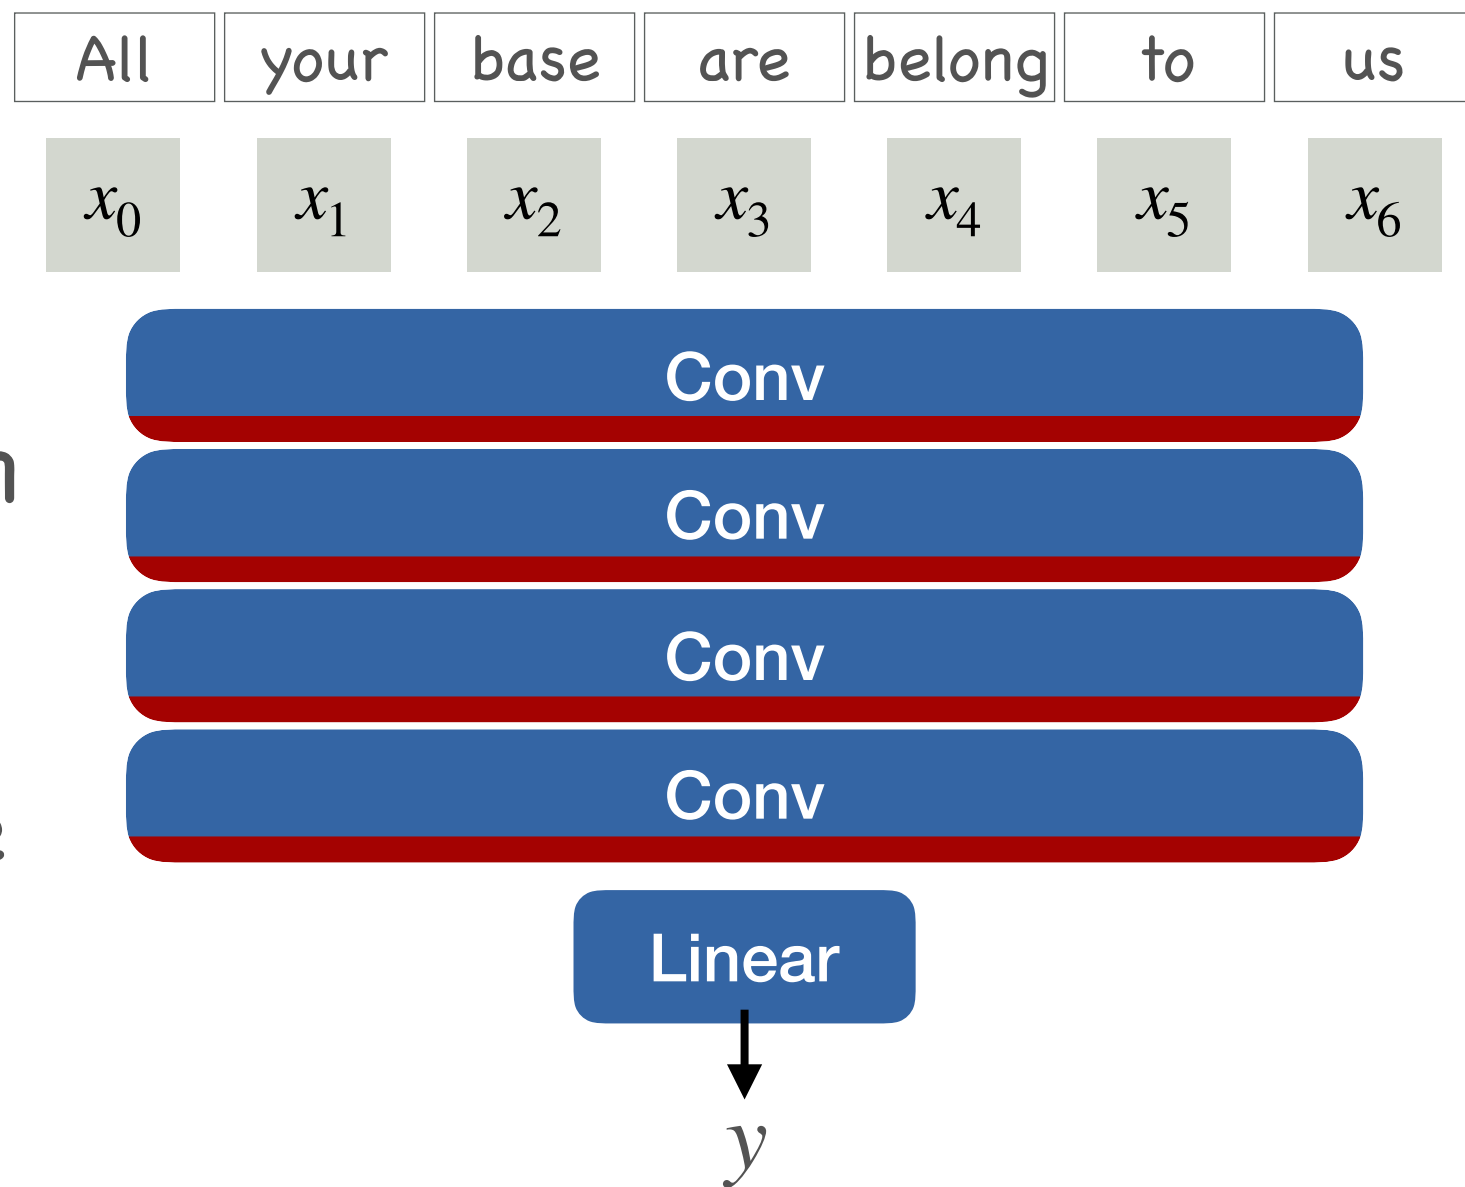 All your base are belong to us
x₀ x₁ x₂ x₃ x₄ x₅ x₆
Conv
Conv
Conv
Conv
Linear
y